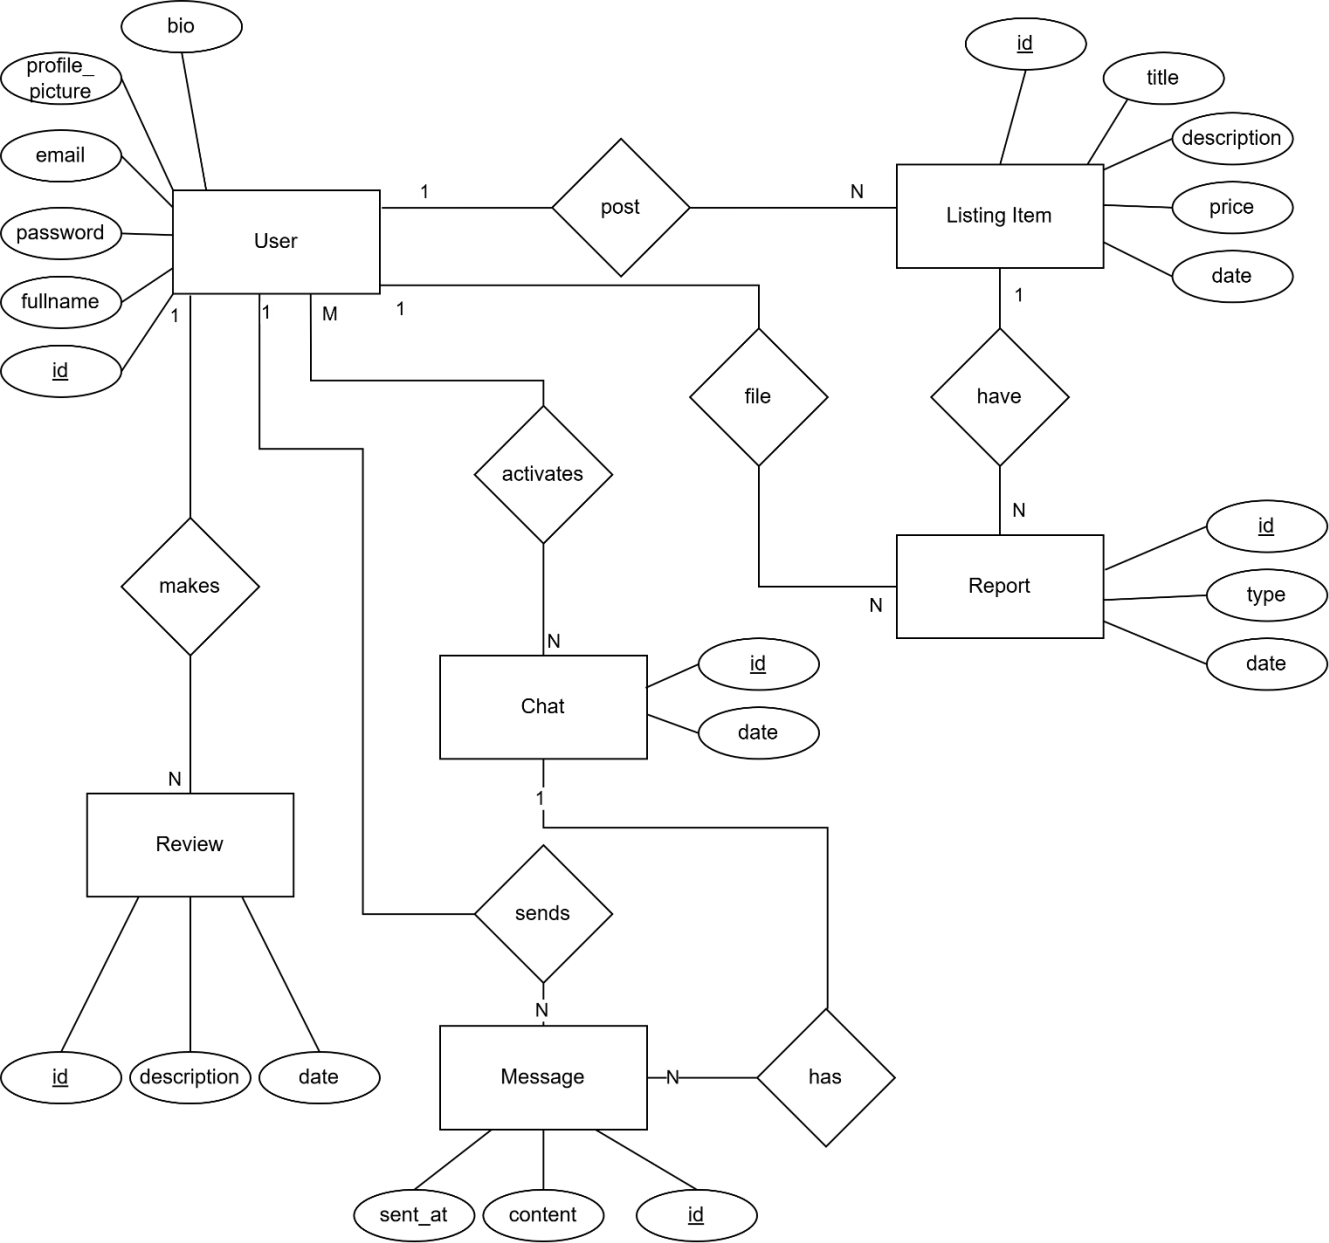 bio
id
profile_
picture
title
description
email
1
post
N
Listing Item
price
password
User
date
fullname
1
1
M
1
1
id
file
have
activates
N
id
makes
Report
type
N
N
id
date
Chat
date
N
1
Review
sends
N
id
description
date
Message
N
has
sent_at
content
id